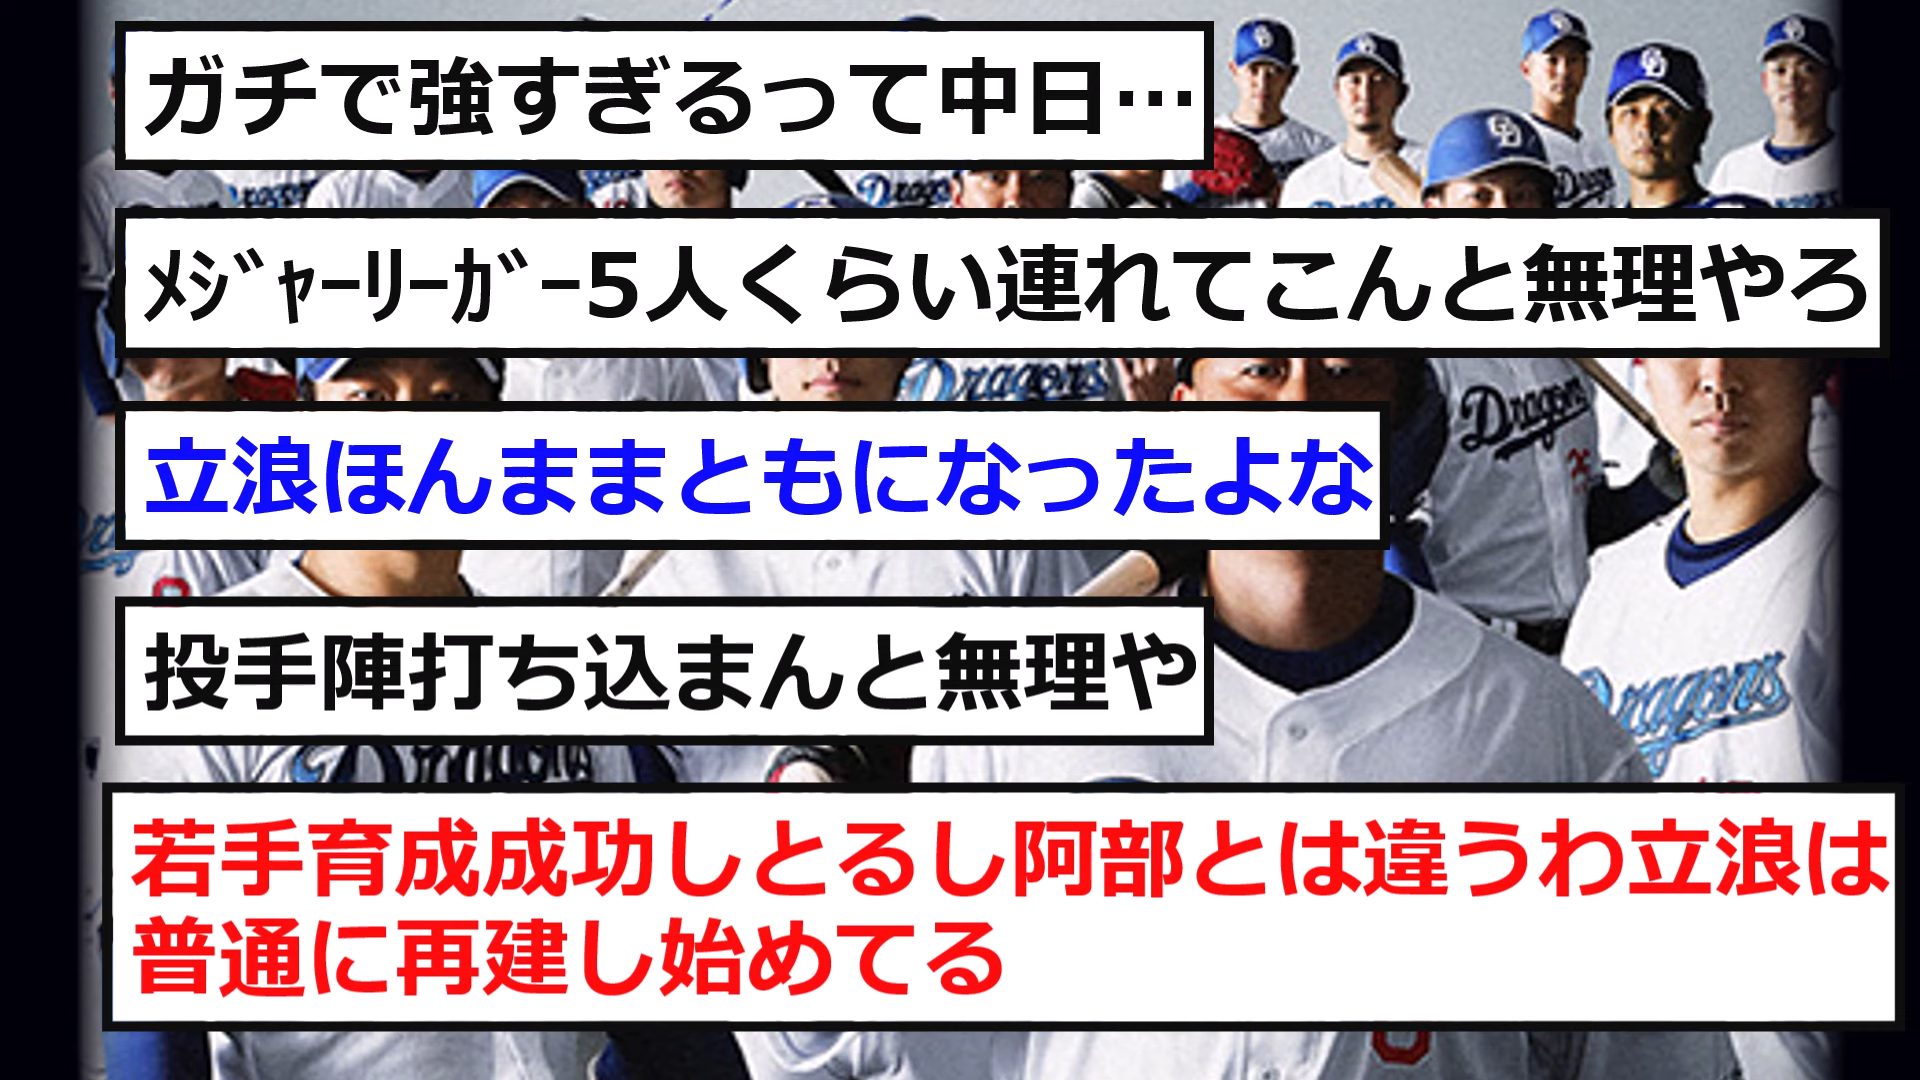 ガチで強すぎるって中日…
ﾒｼﾞｬｰﾘｰｶﾞｰ5人くらい連れてこんと無理やろ
立浪ほんままともになったよな
投手陣打ち込まんと無理や
若手育成成功しとるし阿部とは違うわ立浪は
普通に再建し始めてる
Dragons
Dragons
Dragons